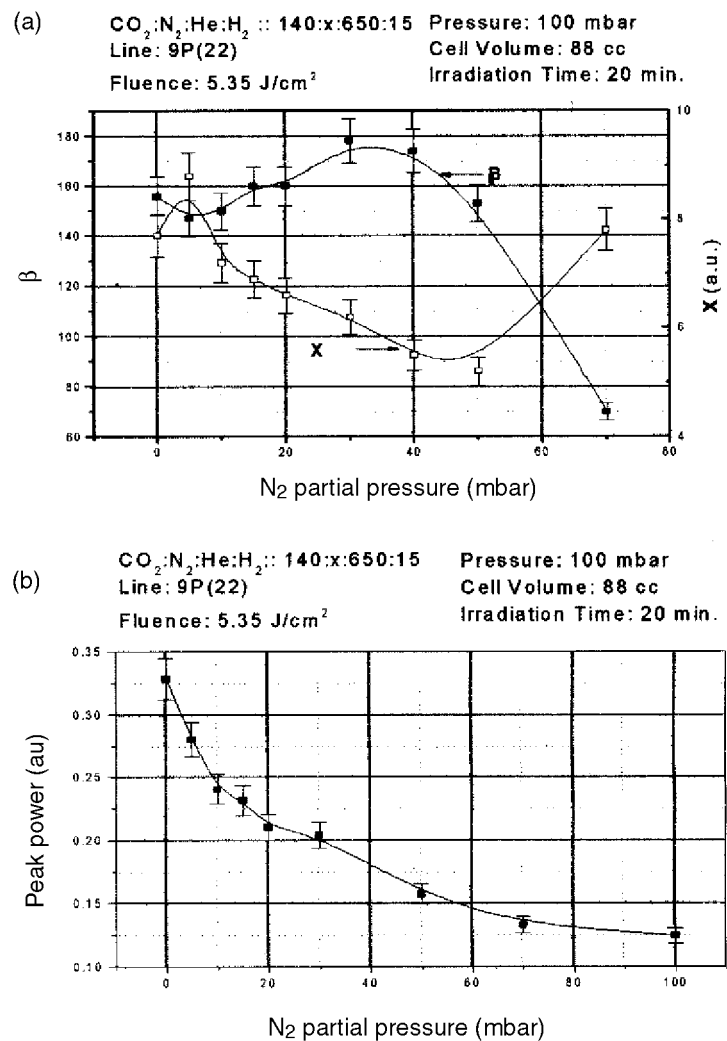 (a)
CO₂:N₂:He:H₂ :: 140:x:650:15 Pressure: 100 mbar
Line: 9P(22) Cell Volume: 88 cc
Fluence: 5.35 J/cm² Irradiation Time: 20 min.
180
160
140
120
100
80
60
β
10
8
6
4
X (a.u.)
β
X
0 20 40 60 80
N₂ partial pressure (mbar)
(b)
CO₂:N₂:He:H₂:: 140:x:650:15 Pressure: 100 mbar
Line: 9P(22) Cell Volume: 88 cc
Fluence: 5.35 J/cm² Irradiation Time: 20 min.
0.35
0.30
0.25
0.20
0.15
0.10
Peak power (au)
0 20 40 60 80 100
N₂ partial pressure (mbar)